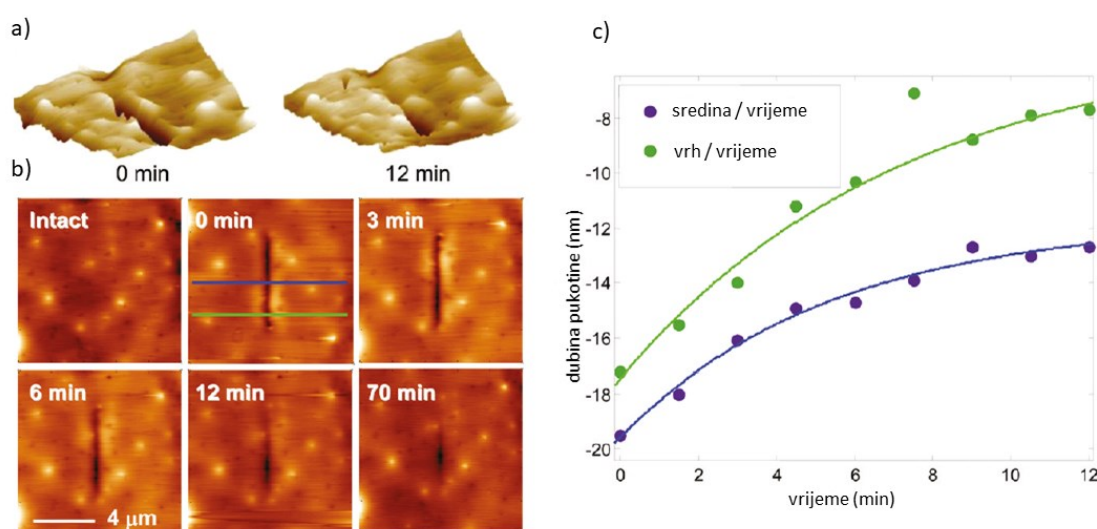 a)
0 min
12 min
b)
Intact
0 min
3 min
6 min
12 min
70 min
4 μm
c)
sredina / vrijeme
vrh / vrijeme
dubina pukotine (nm)
-8
-10
-12
-14
-16
-18
-20
0
2
4
6
8
10
12
vrijeme (min)